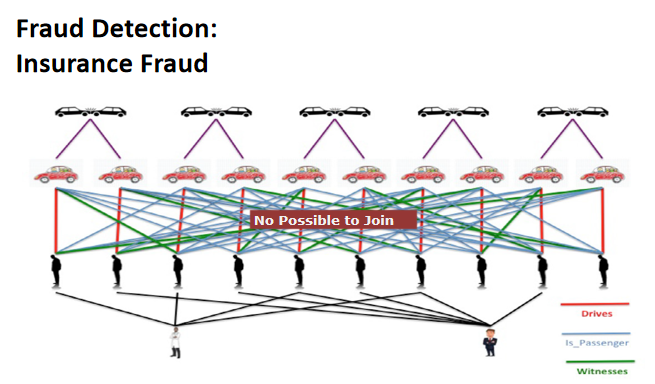 Fraud Detection:
Insurance Fraud
No Possible to Join
Drives
Is_Passenger
Witnesses